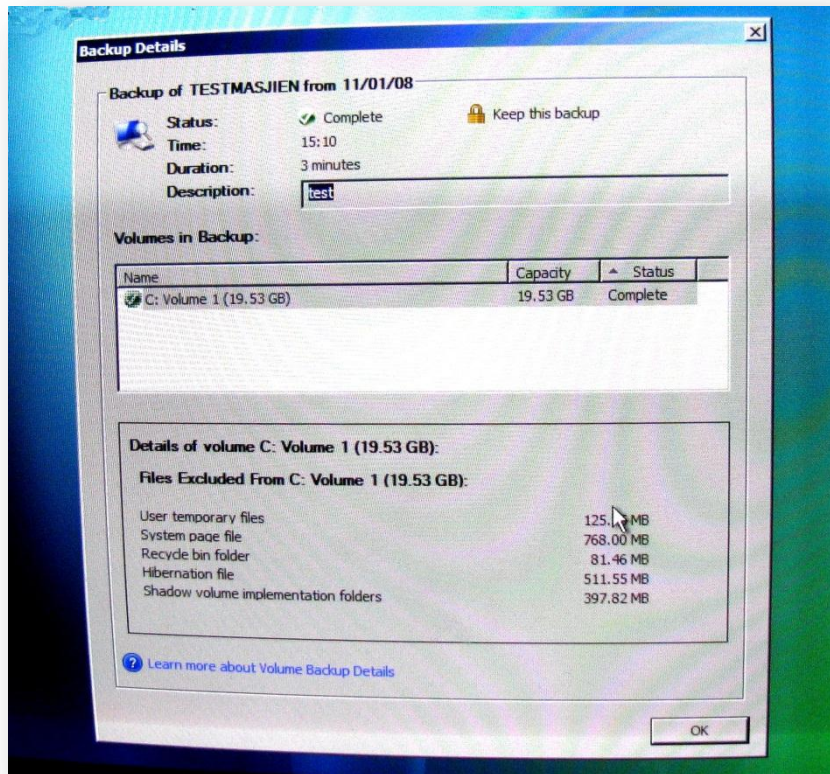 Backup Details
Backup of TESTMASJIEN from 11/01/08
Status: Complete Keep this backup
Time: 15:10
Duration: 3 minutes
Description: test
Volumes in Backup:
Name Capacity Status
C: Volume 1 (19.53 GB) 19.53 GB Complete
Details of volume C: Volume 1 (19.53 GB):
Files Excluded From C: Volume 1 (19.53 GB):
User temporary files MB
System page file 768.00 MB
Recycle bin folder 81.46 MB
Hibernation file 511.55 MB
Shadow volume implementation folders 397.82 MB
Learn more about Volume Backup Details
OK